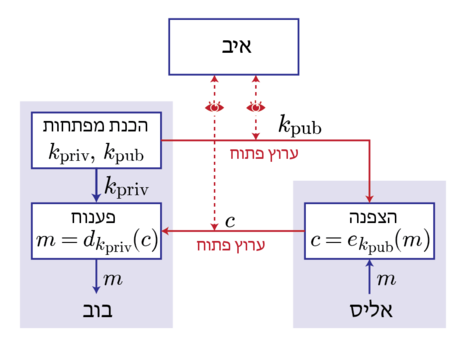 איב
הכנת מפתחות
k_priv, k_pub
k_pub
ערוץ פתוח
k_priv
פענוח
m = d_{k_priv}(c)
c
ערוץ פתוח
הצפנה
c = e_{k_pub}(m)
m
m
בוב
אליס